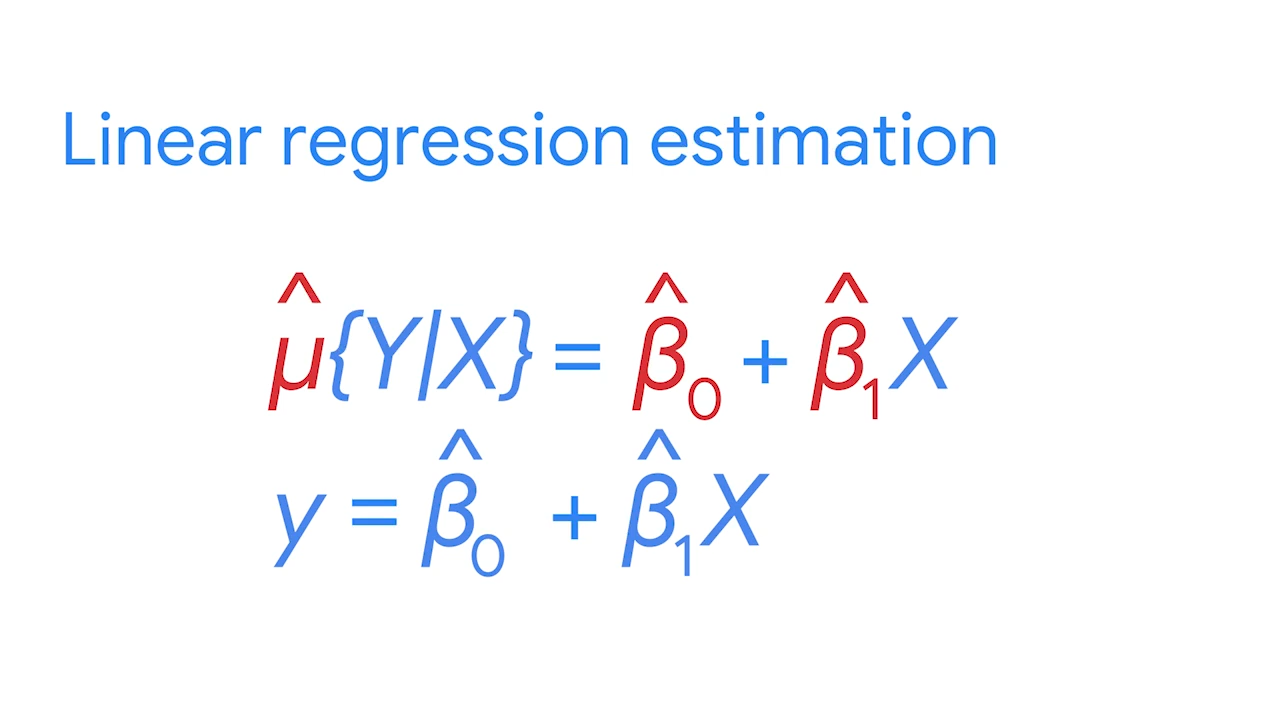 Linear regression estimation
μ̂{Y|X} = β̂₀ + β̂₁X
y = β̂₀ + β̂₁X